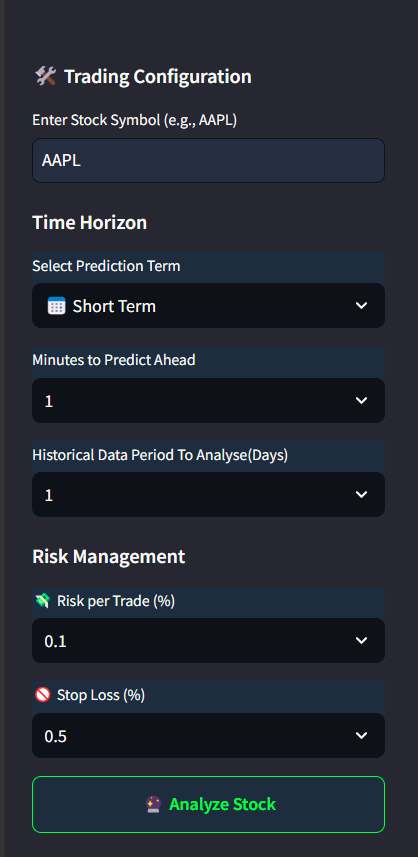 🛠️ Trading Configuration
Enter Stock Symbol (e.g., AAPL)
AAPL
Time Horizon
Select Prediction Term
📅 Short Term
Minutes to Predict Ahead
1
Historical Data Period To Analyse(Days)
1
Risk Management
💸 Risk per Trade (%)
0.1
🚫 Stop Loss (%)
0.5
🔮 Analyze Stock